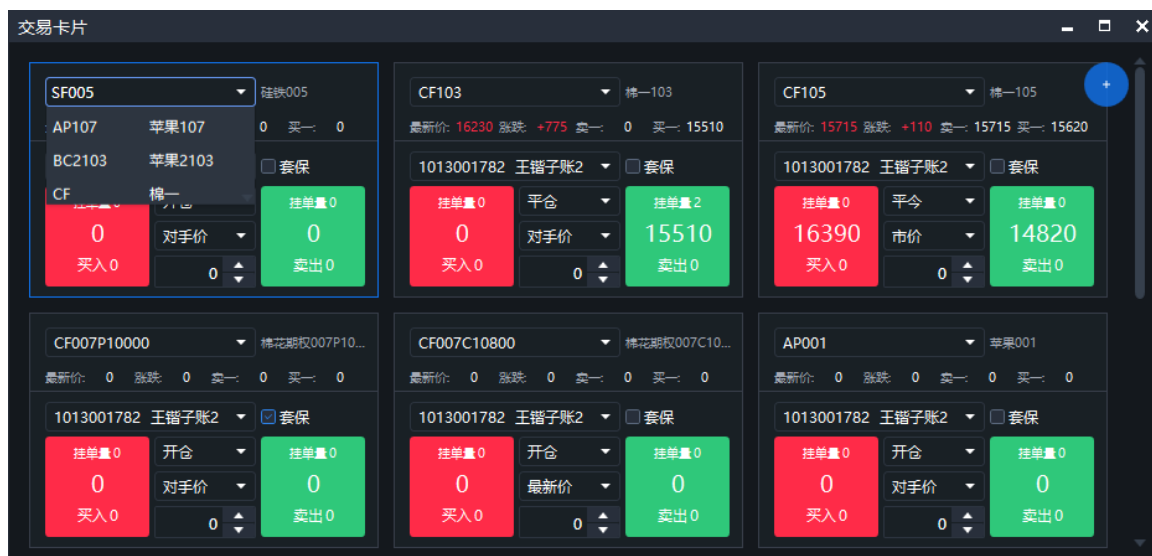 交易卡片
SF005 硅铁005
AP107 苹果107
BC2103 苹果2103
CF 棉一
0 买一: 0
套保
挂单量0
0 对手价 0
买入0 0 卖出0
CF103 棉一103
最新价: 16230 涨跌: +775 卖一: 0 买一: 15510
1013001782 王锴子账2 套保
挂单量0 平仓 挂单量2
0 对手价 15510
买入0 0 卖出0
CF105 棉一105
+
最新价: 15715 涨跌: +110 卖一: 15715 买一: 15620
1013001782 王锴子账2 套保
挂单量0 平今 挂单量0
16390 市价 14820
买入0 0 卖出0
CF007P10000 棉花期权007P10...
最新价: 0 涨跌: 0 卖一: 0 买一: 0
1013001782 王锴子账2 套保
挂单量0 开仓 挂单量0
0 对手价 0
买入0 0 卖出0
CF007C10800 棉花期权007C10...
最新价: 0 涨跌: 0 卖一: 0 买一: 0
1013001782 王锴子账2 套保
挂单量0 开仓 挂单量0
0 最新价 0
买入0 0 卖出0
AP001 苹果001
最新价: 0 涨跌: 0 卖一: 0 买一: 0
1013001782 王锴子账2 套保
挂单量0 开仓 挂单量0
0 对手价 0
买入0 0 卖出0